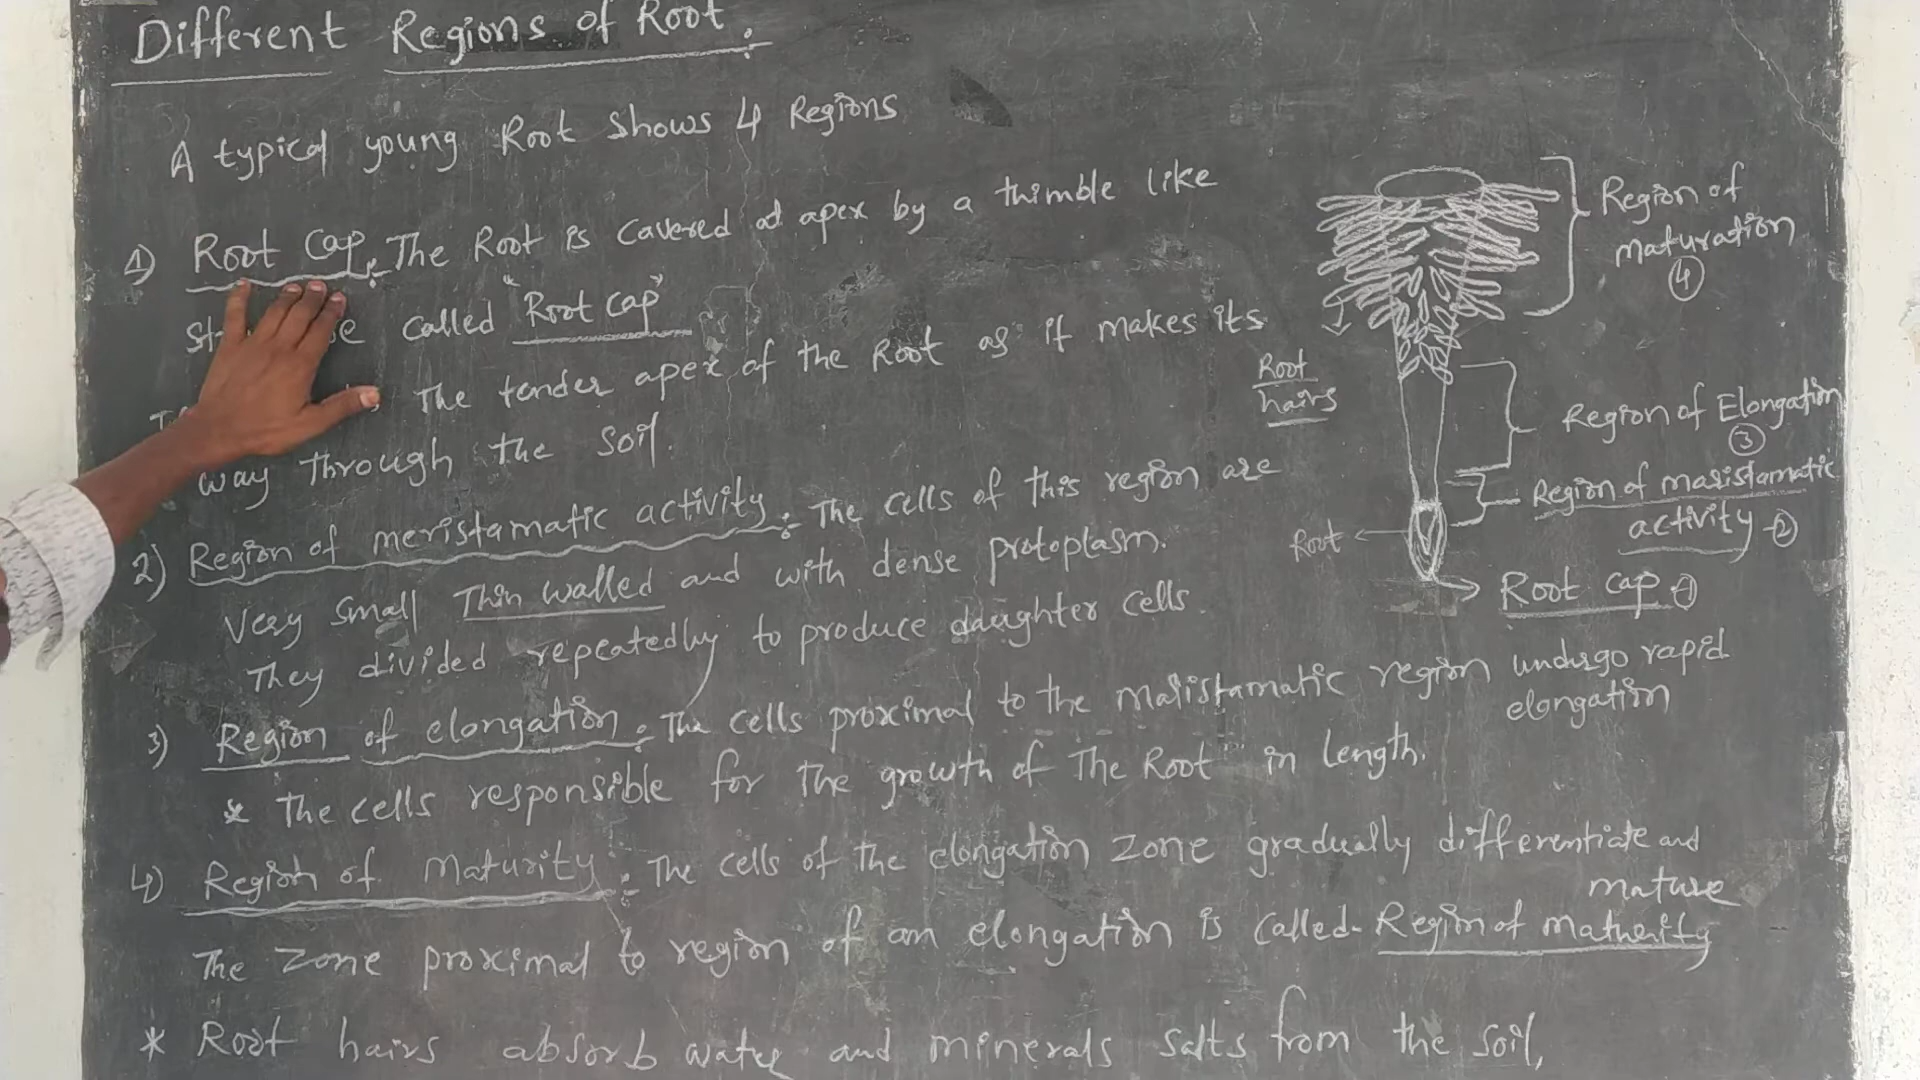 Different Regions of Root:
A typical young Root shows 4 Regions
1) Root Cap: The Root is cavered at apex by a thimble like
called "Root cap"
The tender apex of the Root as it makes its
way through the soil.
2) Region of meristamatic activity: The cells of this region are
very small Thin walled and with dense protoplasm.
They divided repeatedly to produce daughter cells.
3) Region of elongation: The cells proximal to the maristamatic region undergo rapid
elongation
* The cells responsible for the growth of The Root in length.
4) Region of Maturity: The cells of the elongation zone gradually differentiate and
mature
The zone proximal to region of an elongation is called- Region of maturity
* Root hairs absorb water and minerals salts from the soil,
Region of
maturation
4
Root
hairs
Region of Elongation
3
Region of maristamatic
activity -2
Root
Root cap -1